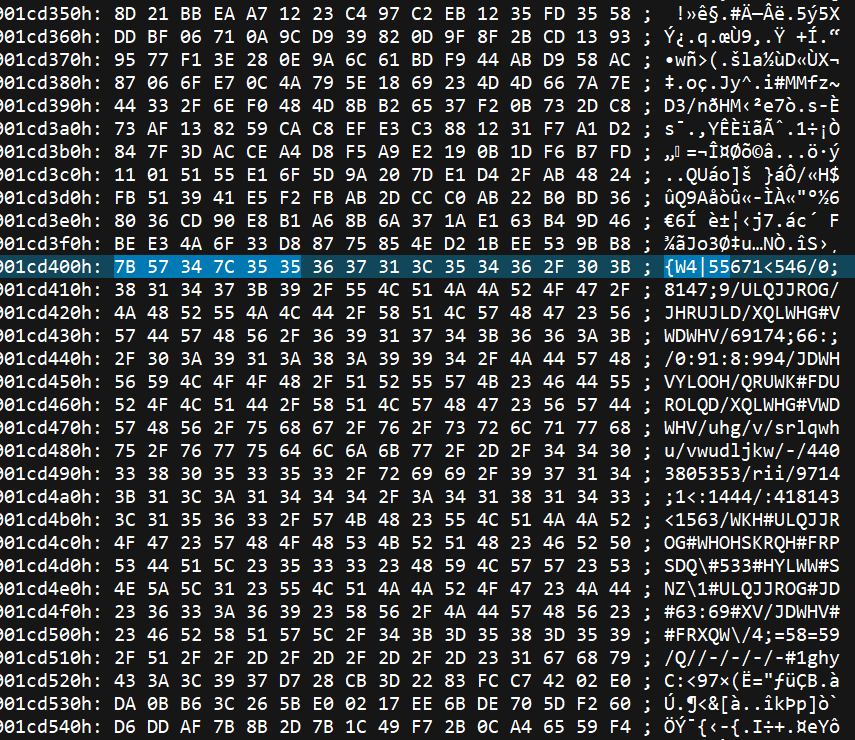 001cd350h: 8D 21 BB EA A7 12 23 C4 97 C2 EB 12 35 FD 35 58 ; !»ê§.#Ä—Âë.5ý5X
001cd360h: DD BF 06 71 0A 9C D9 39 82 0D 9F 8F 2B CD 13 93 ; Ý¿.q.œÙ9‚.Ÿ +Í.“
001cd370h: 95 77 F1 3E 28 0E 9A 6C 61 BD F9 44 AB D9 58 AC ; •wñ>(.šla½ùD«ÙX¬
001cd380h: 87 06 6F E7 0C 4A 79 5E 18 69 23 4D 4D 66 7A 7E ; ‡.oç.Jy^.i#MMfz~
001cd390h: 44 33 2F 6E F0 48 4D 8B B2 65 37 F2 0B 73 2D C8 ; D3/nðHM‹²e7ò.s-È
001cd3a0h: 73 AF 13 82 59 CA C8 EF EF E3 C3 88 12 31 F7 A1 D2 ; s¯.‚YÊÈïãÃˆ.1÷¡Ò
001cd3b0h: 84 7F 3D AC CE A4 D8 F5 A9 E2 19 0B 1D F6 B7 FD ; „=¬Î¤Øõ©â...ö·ý
001cd3c0h: 11 01 51 55 E1 6F 5D 9A 20 7D E1 D4 2F AB 48 24 ; ..QUáo]š }áÔ/«H$
001cd3d0h: FB 51 39 41 E5 F2 FB AB 2D CC C0 AB 22 B0 BD 36 ; ûQ9Aåòû«-ÌÀ«"°½6
001cd3e0h: 80 36 CD 90 E8 B1 A6 8B 6A 37 1A E1 63 B4 9D 46 ; €6Í è±¦‹j7.ác´ F
001cd3f0h: BE E3 4A 6F 33 D8 87 75 85 4E D2 1B EE 53 9B B8 ; ¾ãJo3Ø‡u…NÒ.îS›¸
001cd400h: 7B 57 34 7C 35 35 36 37 31 3C 35 34 36 2F 30 3B ; {W4|55671<546/0;
001cd410h: 38 31 34 37 3B 39 2F 55 4C 51 4A 4A 52 4F 47 2F ; 8147;9/ULQJJROG/
001cd420h: 4A 48 52 55 4A 4C 44 2F 58 51 4C 57 48 47 23 56 ; JHRUJLD/XQLWHG#V
001cd430h: 57 44 57 48 56 2F 36 39 31 37 34 3B 36 36 3A 3B ; WDWHV/69174;66:;
001cd440h: 2F 30 3A 39 31 3A 38 3A 39 39 34 2F 4A 44 57 48 ; /0:91:8:994/JDWH
001cd450h: 56 59 4C 4F 4F 48 2F 51 52 55 57 4B 23 46 44 55 ; VYLOOH/QRUWK#FDU
001cd460h: 52 4F 4C 51 44 2F 58 51 4C 57 48 47 23 56 57 44 ; ROLQD/XQLWHG#VWD
001cd470h: 57 48 56 2F 75 68 67 2F 76 2F 73 72 6C 71 77 68 ; WHV/uhg/v/srlqwh
001cd480h: 75 2F 76 77 75 64 6C 6A 6B 77 2F 2D 2F 34 34 30 ; u/vwudljkw/-/440
001cd490h: 33 38 30 35 33 35 33 2F 72 69 69 2F 39 37 31 34 ; 3805353/rii/9714
001cd4a0h: 3B 31 3C 3A 31 34 34 34 2F 3A 34 31 38 31 34 33 ; ;1<:1444/:418143
001cd4b0h: 3C 31 35 36 33 2F 57 4B 48 23 55 4C 51 4A 4A 52 ; <1563/WKH#ULQJJR
001cd4c0h: 4F 47 23 57 48 4F 48 53 4B 52 51 48 23 46 52 50 ; OG#WHOHSKRQH#FRP
001cd4d0h: 53 44 51 5C 23 35 33 33 23 48 59 4C 57 57 23 53 ; SDQ\#533#HYLWW#S
001cd4e0h: 4E 5A 5C 31 23 55 4C 51 4A 4A 52 4F 47 23 4A 44 ; NZ\1#ULQJJROG#JD
001cd4f0h: 23 36 33 3A 36 39 23 58 56 2F 4A 44 57 48 56 23 ; #63:69#XV/JDWHV#
001cd500h: 23 46 52 58 51 57 5C 2F 34 3B 3D 35 38 3D 35 39 ; #FRXQW\/4;=58=59
001cd510h: 2F 51 2F 2F 2D 2F 2D 2F 2D 2F 2D 23 31 67 68 79 ; /Q//-/-/-/-#1ghy
001cd520h: 43 3A 3C 39 37 D7 28 CB 3D 22 83 FC C7 42 02 E0 ; C:<97×(Ë="ƒüÇB.à
001cd530h: DA 0B B6 3C 26 5B E0 02 17 EE 6B DE 70 5D F2 60 ; Ú.¶<&[à..îkÞp]ò`
001cd540h: D6 DD AF 7B 8B 2D 7B 1C 49 F7 2B 0C A4 65 59 F4 ; ÖÝ¯{‹-{.I÷+.¤eYô